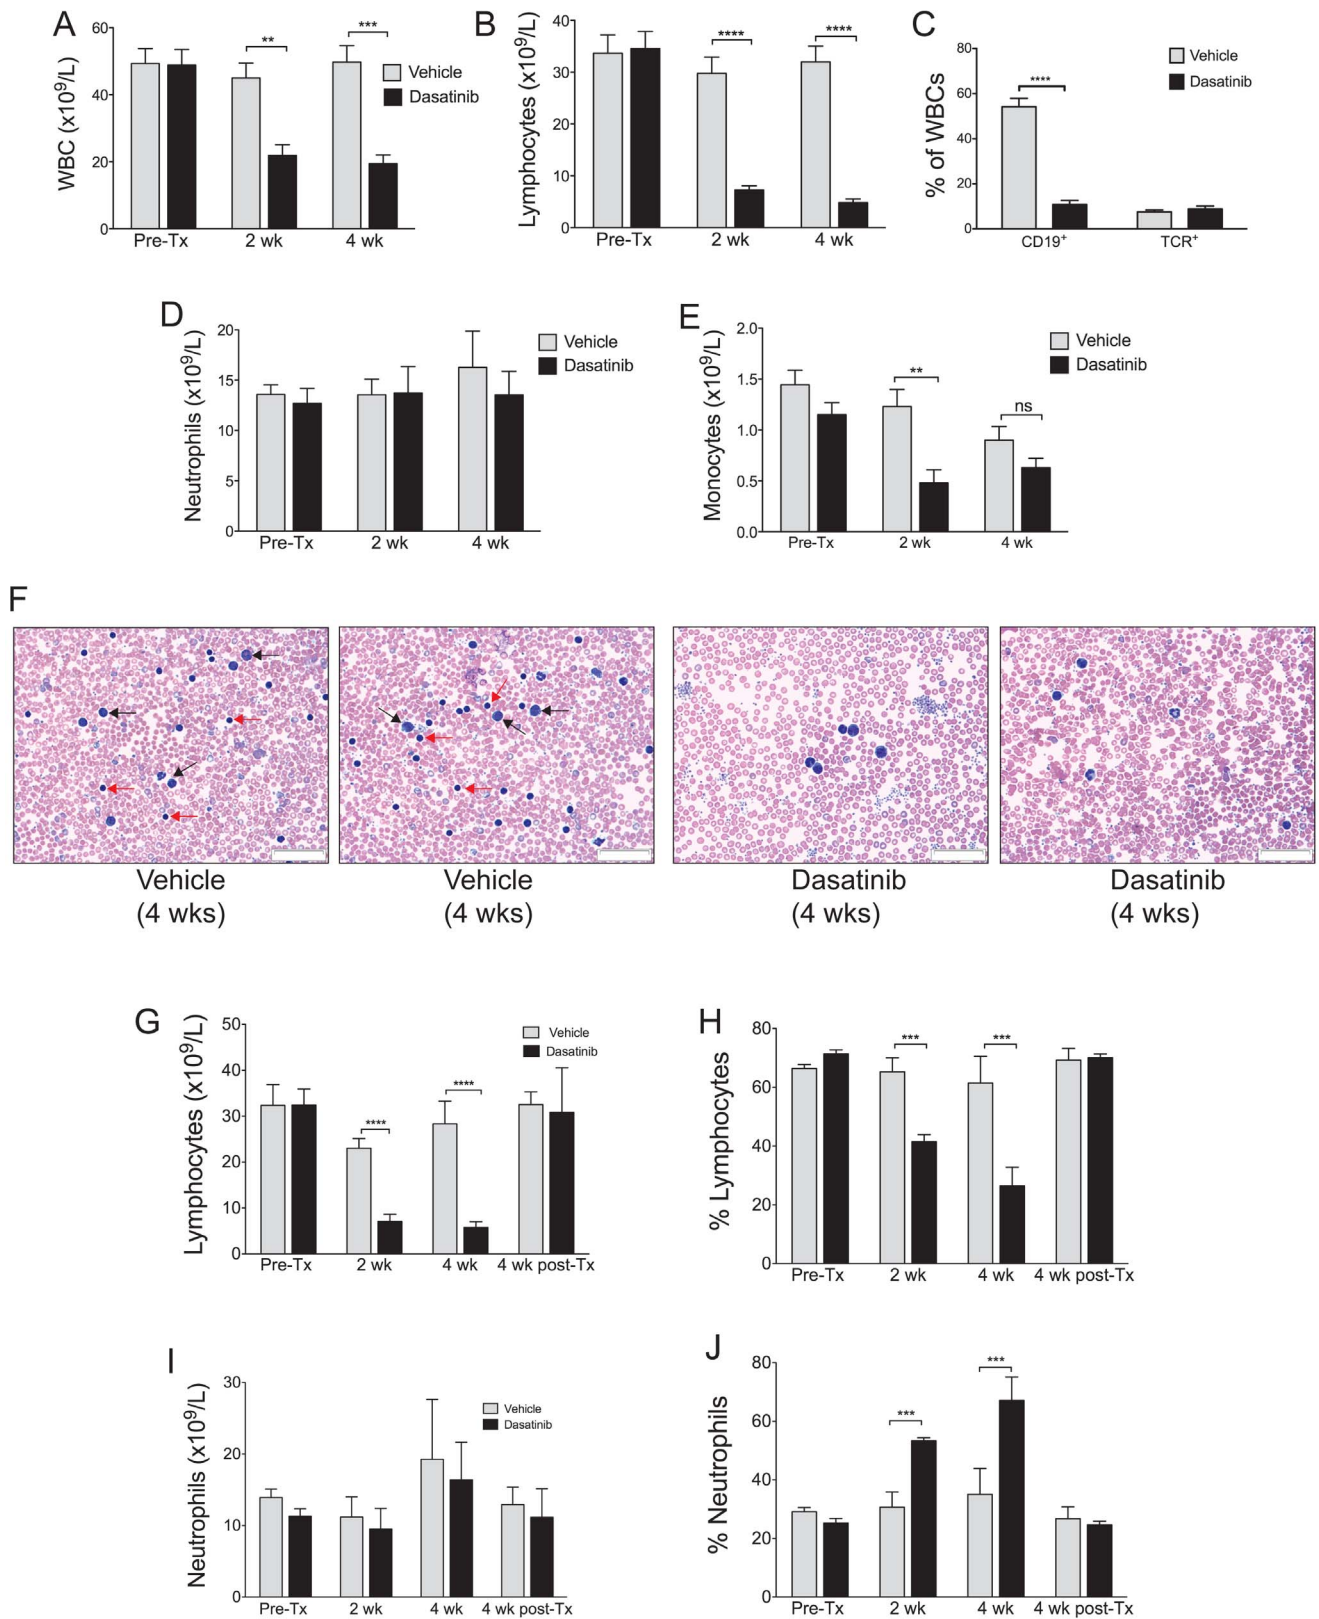 A
WBC (x10⁹/L)
60
40
20
0
**
***
Vehicle
Dasatinib
Pre-Tx 2 wk 4 wk
B
Lymphocytes (x10⁹/L)
40
30
20
10
0
****
****
Pre-Tx 2 wk 4 wk
C
% of WBCs
80
60
40
20
0
****
Vehicle
Dasatinib
CD19⁺ TCR⁺
D
Neutrophils (x10⁹/L)
20
15
10
5
0
Vehicle
Dasatinib
Pre-Tx 2 wk 4 wk
E
Monocytes (x10⁹/L)
2.0
1.5
1.0
0.5
0.0
**
ns
Vehicle
Dasatinib
Pre-Tx 2 wk 4 wk
F
Vehicle
(4 wks)
Vehicle
(4 wks)
Dasatinib
(4 wks)
Dasatinib
(4 wks)
G
Lymphocytes (x10⁹/L)
50
40
30
20
10
0
****
****
Vehicle
Dasatinib
Pre-Tx 2 wk 4 wk 4 wk post-Tx
H
% Lymphocytes
80
60
40
20
0
***
***
Pre-Tx 2 wk 4 wk 4 wk post-Tx
I
Neutrophils (x10⁹/L)
30
20
10
0
Vehicle
Dasatinib
Pre-Tx 2 wk 4 wk 4 wk post-Tx
J
% Neutrophils
80
60
40
20
0
***
***
Pre-Tx 2 wk 4 wk 4 wk post-Tx